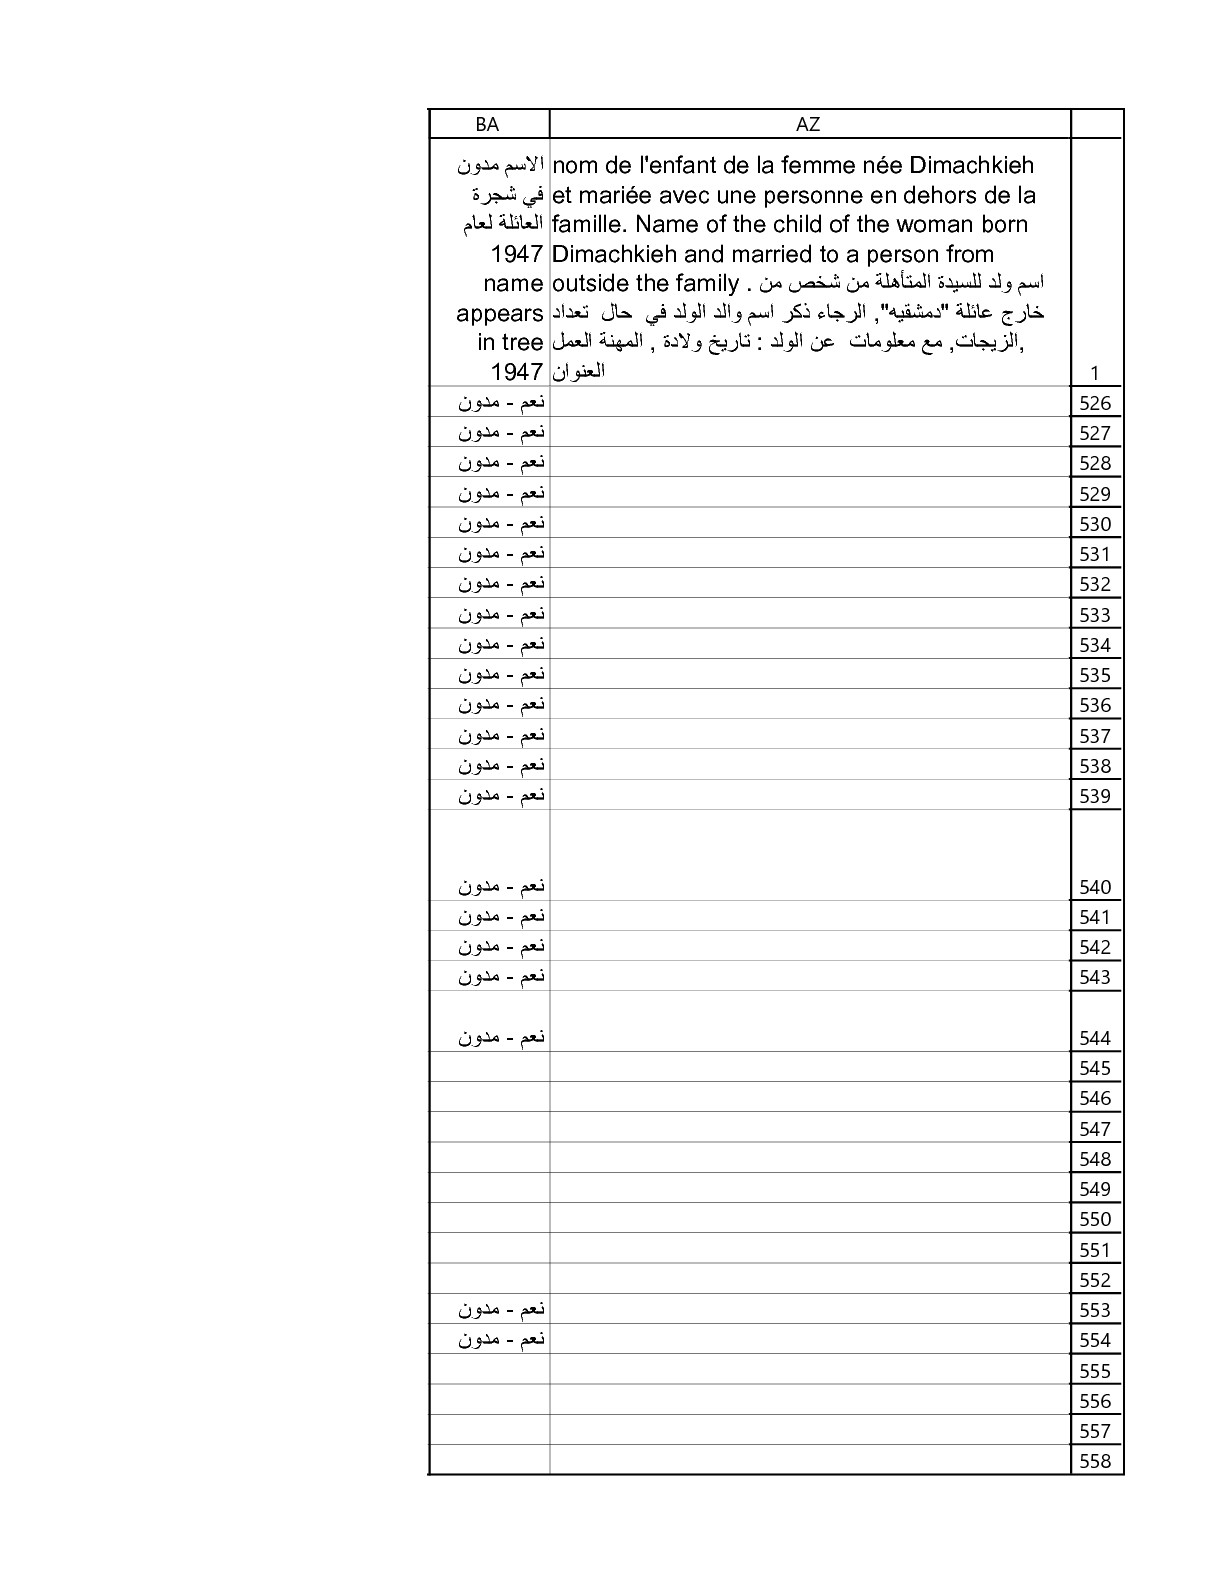 BA AZ
الاسم مدون
في شجرة
العائلة لعام
1947
name
appears
in tree
1947
nom de l'enfant de la femme née Dimachkieh
et mariée avec une personne en dehors de la
famille. Name of the child of the woman born
Dimachkieh and married to a person from
outside the family . اسم ولد للسيدة المتأهلة من شخص من
خارج عائلة "دمشقيه", الرجاء ذكر اسم والد الولد في حال تعداد
الزيجات, مع معلومات عن الولد : تاريخ ولادة , المهنة العمل,
العنوان
1
نعم - مدون 526
نعم - مدون 527
نعم - مدون 528
نعم - مدون 529
نعم - مدون 530
نعم - مدون 531
نعم - مدون 532
نعم - مدون 533
نعم - مدون 534
نعم - مدون 535
نعم - مدون 536
نعم - مدون 537
نعم - مدون 538
نعم - مدون 539
نعم - مدون 540
نعم - مدون 541
نعم - مدون 542
نعم - مدون 543
نعم - مدون 544
545
546
547
548
549
550
551
552
نعم - مدون 553
نعم - مدون 554
555
556
557
558